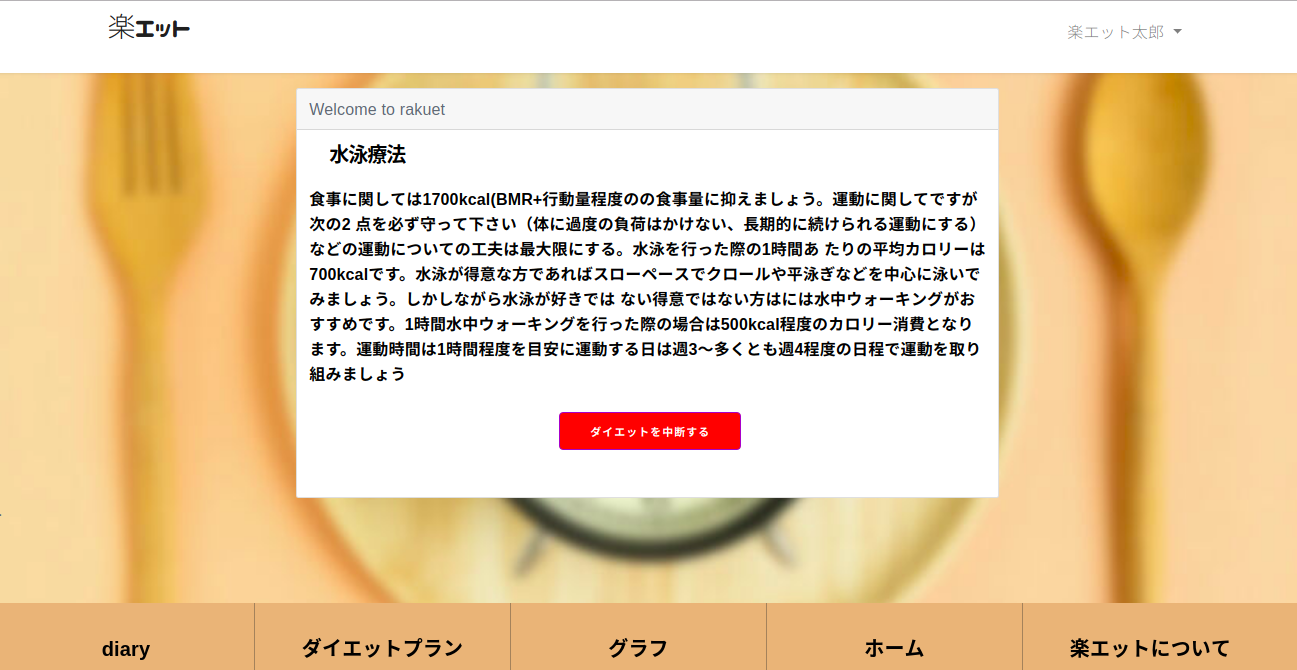 楽エット
楽エット太郎
Welcome to rakuet
水泳療法
食事に関しては1700kcal(BMR+行動量程度のの食事量に抑えましょう。運動に関してですが
次の2 点を必ず守って下さい（体に過度の負荷はかけない、長期的に続けられる運動にする）
などの運動についての工夫は最大限にする。水泳を行った際の1時間あ たりの平均カロリーは
700kcalです。水泳が得意な方であればスローペースでクロールや平泳ぎなどを中心に泳いで
みましょう。しかしながら水泳が好きでは ない得意ではない方はには水中ウォーキングがお
すすめです。1時間水中ウォーキングを行った際の場合は500kcal程度のカロリー消費となり
ます。運動時間は1時間程度を目安に運動する日は週3〜多くとも週4程度の日程で運動を取り
組みましょう
ダイエットを中断する
diary
ダイエットプラン
グラフ
ホーム
楽エットについて